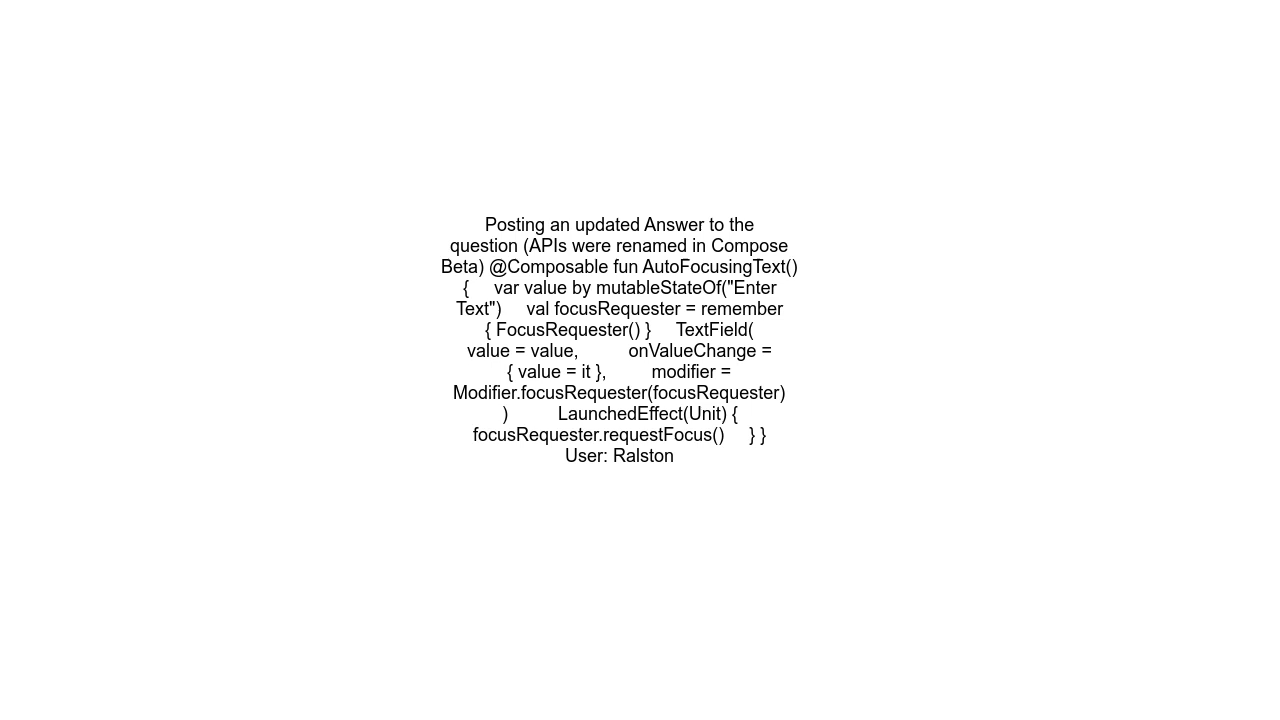 Posting an updated Answer to the
question (APIs were renamed in Compose
Beta) @Composable fun AutoFocusingText()
{     var value by mutableStateOf("Enter
Text")     val focusRequester = remember
{ FocusRequester() }     TextField(
value = value,          onValueChange =
{ value = it },         modifier =
Modifier.focusRequester(focusRequester)
)          LaunchedEffect(Unit) {
focusRequester.requestFocus()     } }
User: Ralston